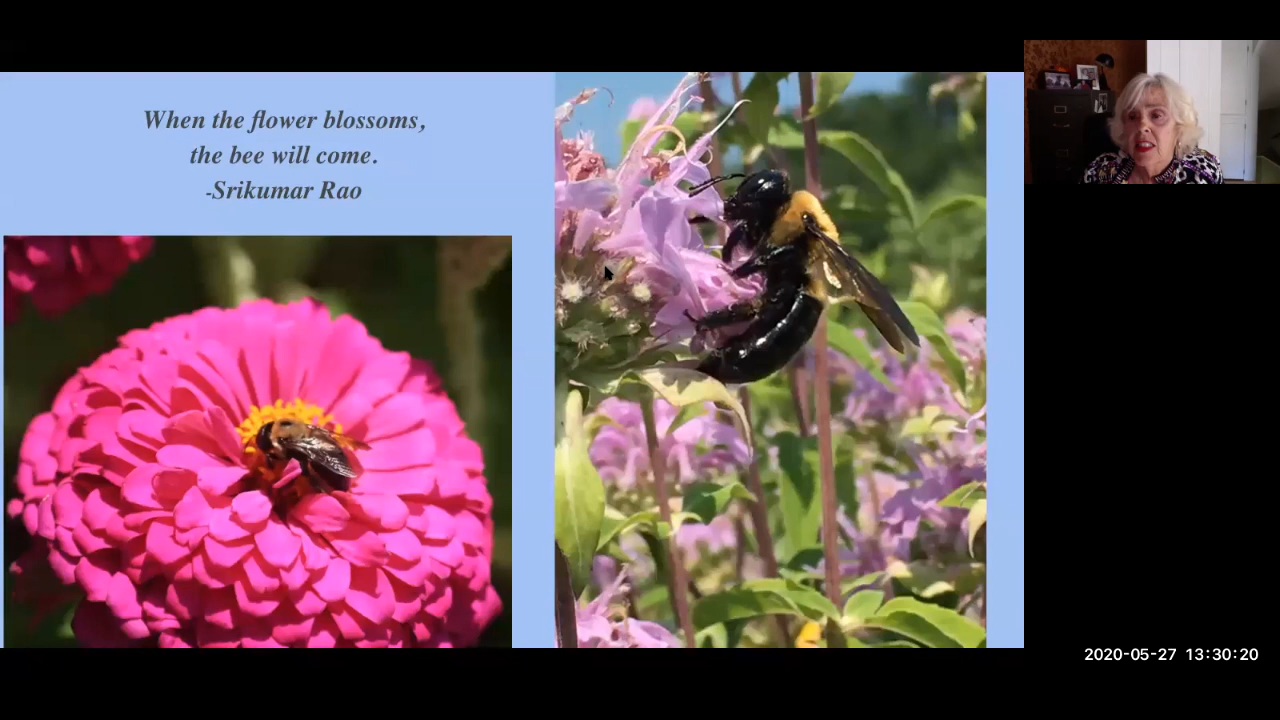 When the flower blossoms,
the bee will come.
-Srikumar Rao
2020-05-27 13:30:20